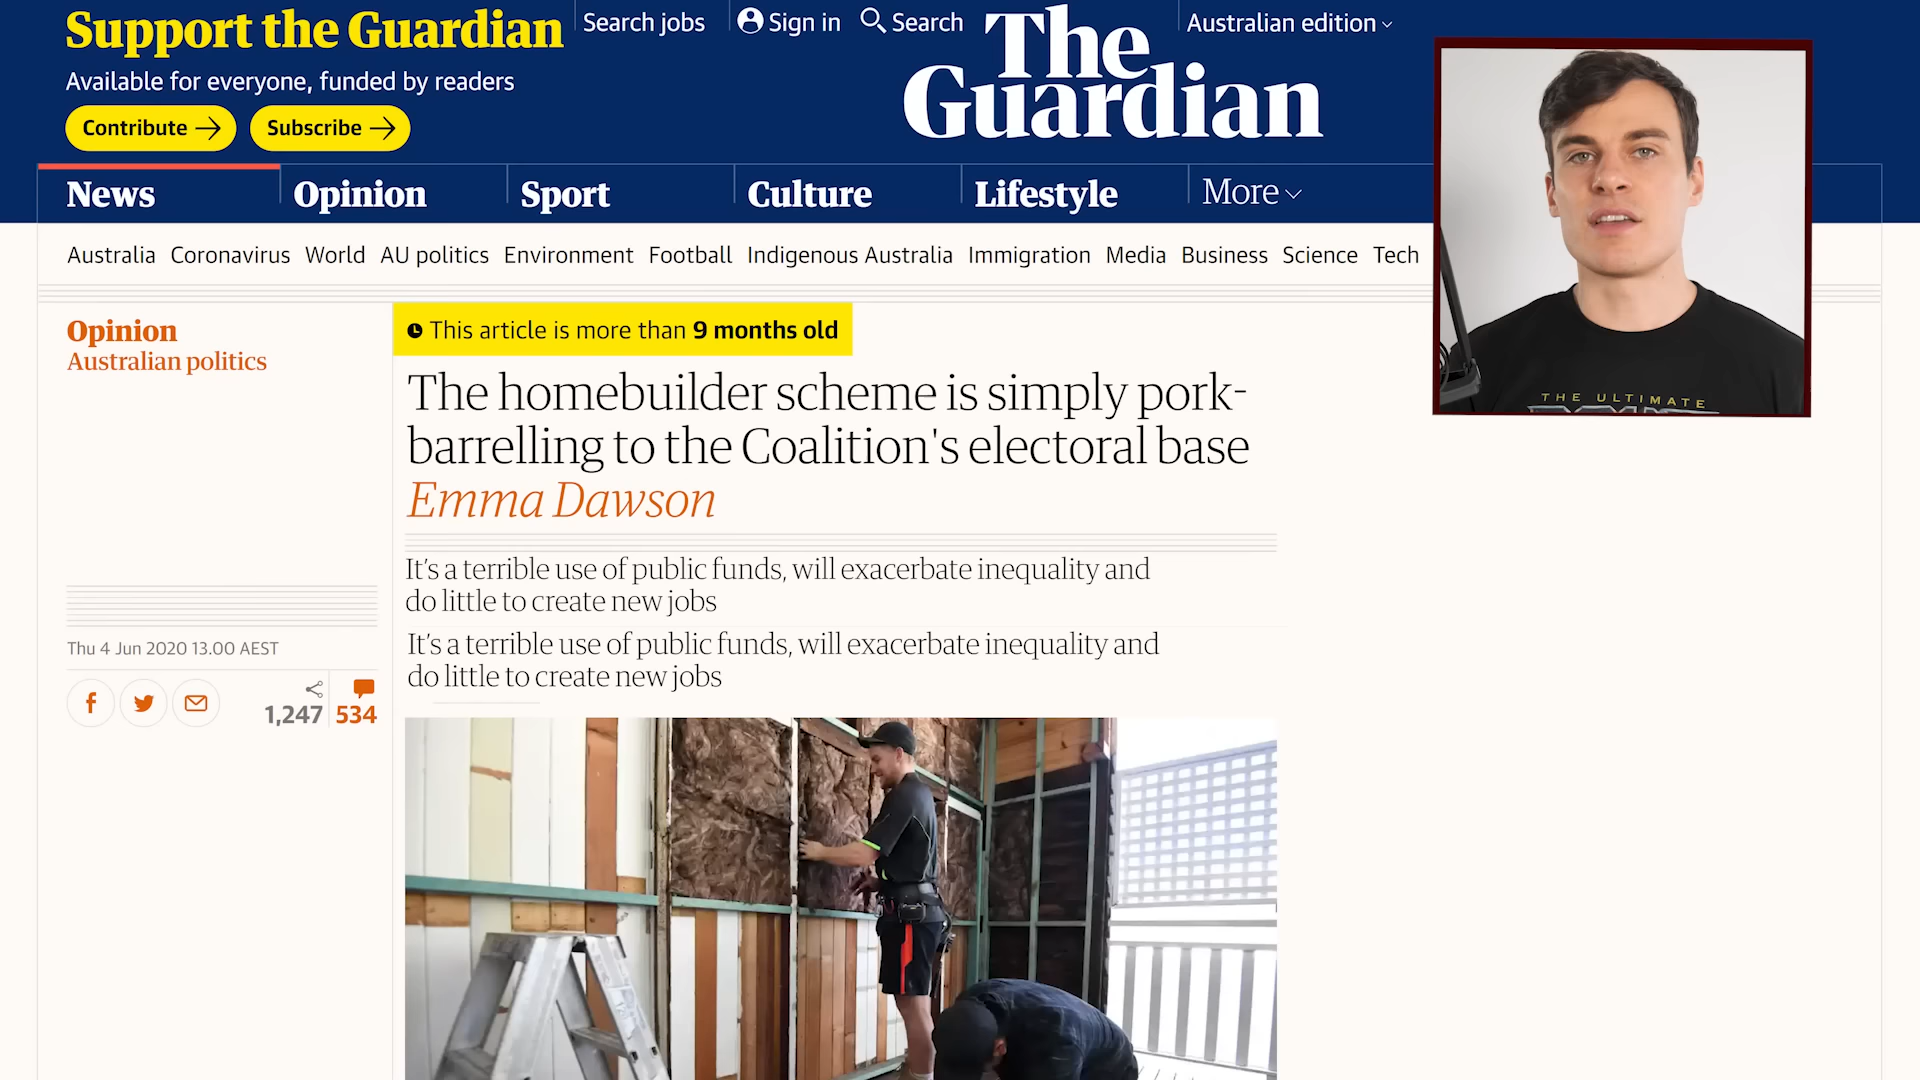 Support the Guardian
Available for everyone, funded by readers
Contribute
Subscribe
Search jobs
Sign in
Search
The
Guardian
Australian edition
News
Opinion
Sport
Culture
Lifestyle
More
Australia Coronavirus World AU politics Environment Football Indigenous Australia Immigration Media Business Science Tech
Opinion
Australian politics
This article is more than 9 months old
The homebuilder scheme is simply pork-
barrelling to the Coalition's electoral base
Emma Dawson
It's a terrible use of public funds, will exacerbate inequality and
do little to create new jobs
It's a terrible use of public funds, will exacerbate inequality and
do little to create new jobs
Thu 4 Jun 2020 13.00 AEST
1,247
534
THE ULTIMATE